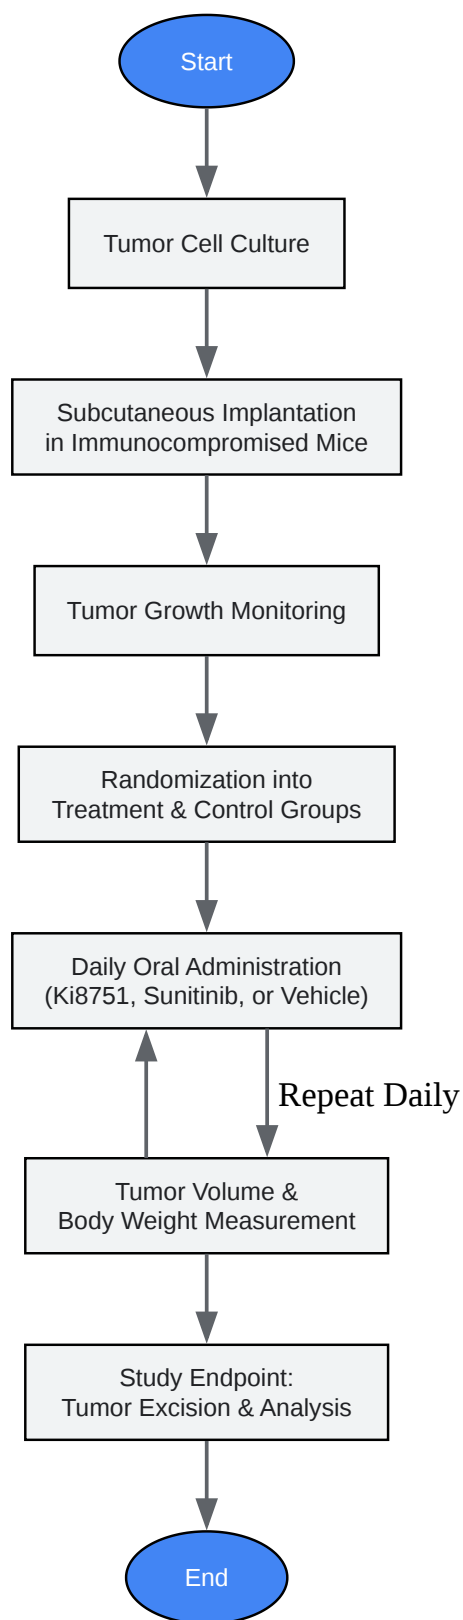 Start
Tumor Cell Culture
Subcutaneous Implantation
in Immunocompromised Mice
Tumor Growth Monitoring
Randomization into
Treatment & Control Groups
Daily Oral Administration
(Ki8751, Sunitinib, or Vehicle)
Repeat Daily
Tumor Volume &
Body Weight Measurement
Study Endpoint:
Tumor Excision & Analysis
End